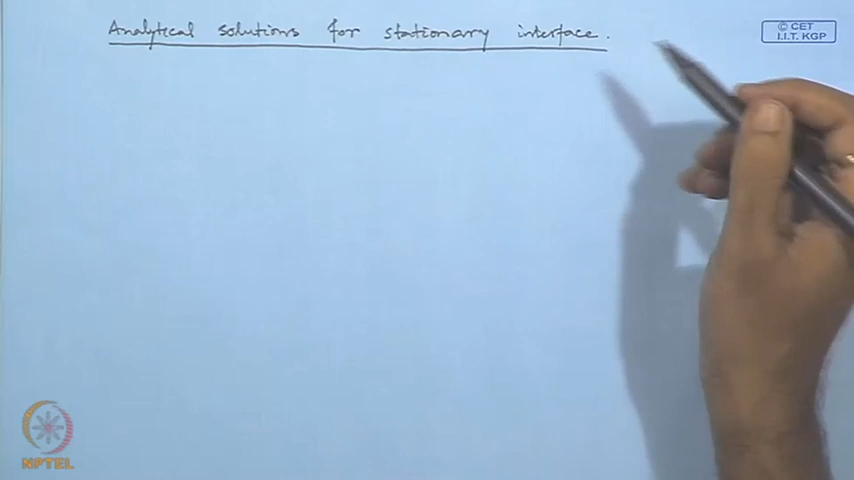 Analytical solutions for stationary interface.
© CET
I.I.T. KGP
NPTEL